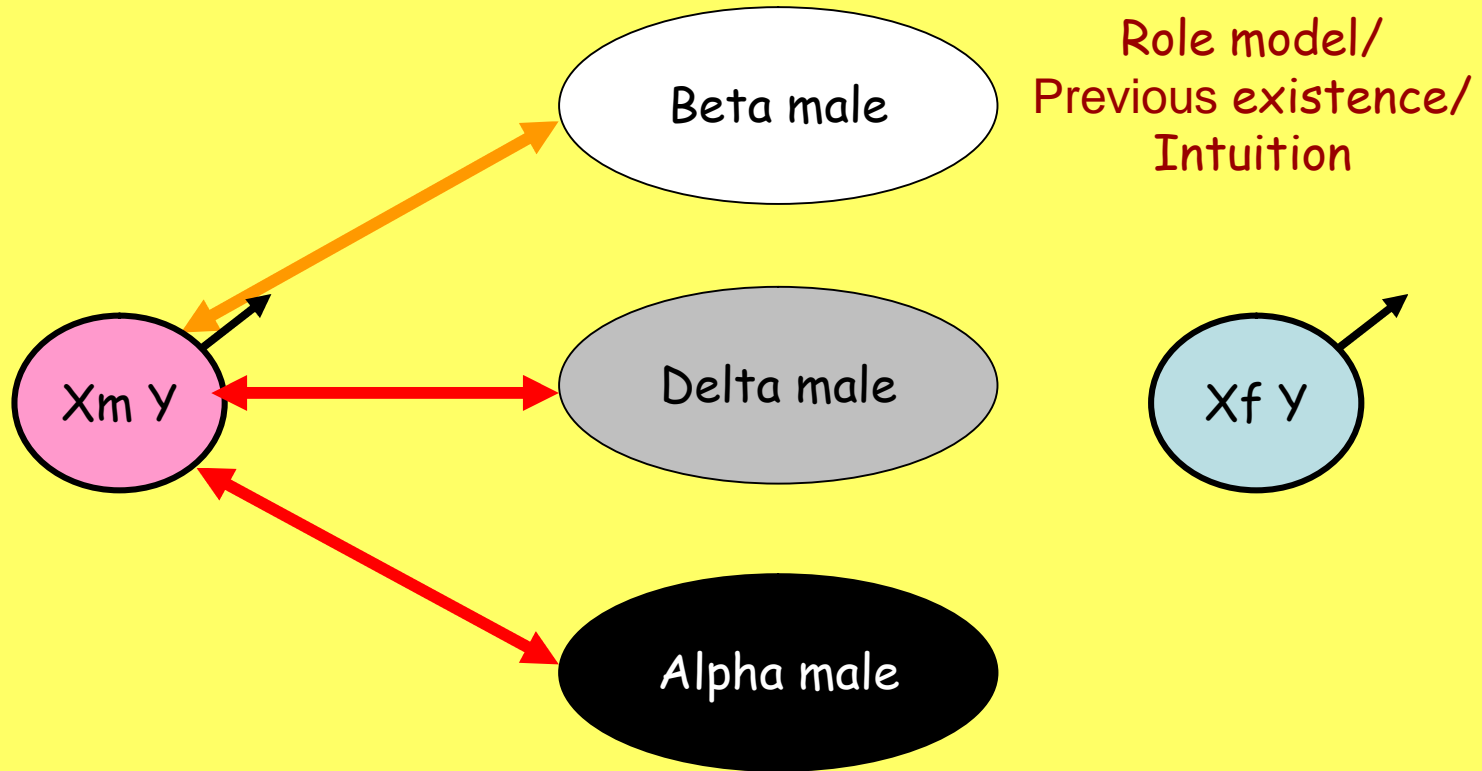 Beta male
Role model/
Previous existence/
Intuition
Xm Y
Delta male
Xf Y
Alpha male